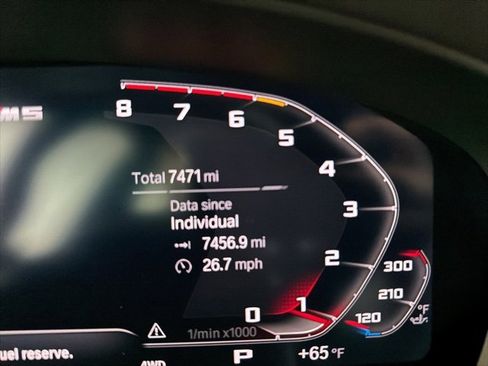 M5
8
7
6
5
4
3
2
1
0
Total 7471 mi
Data since
Individual
7456.9 mi
26.7 mph
300
210
120
°F
1/min x1000
uel reserve.
4WD
P
+65 °F